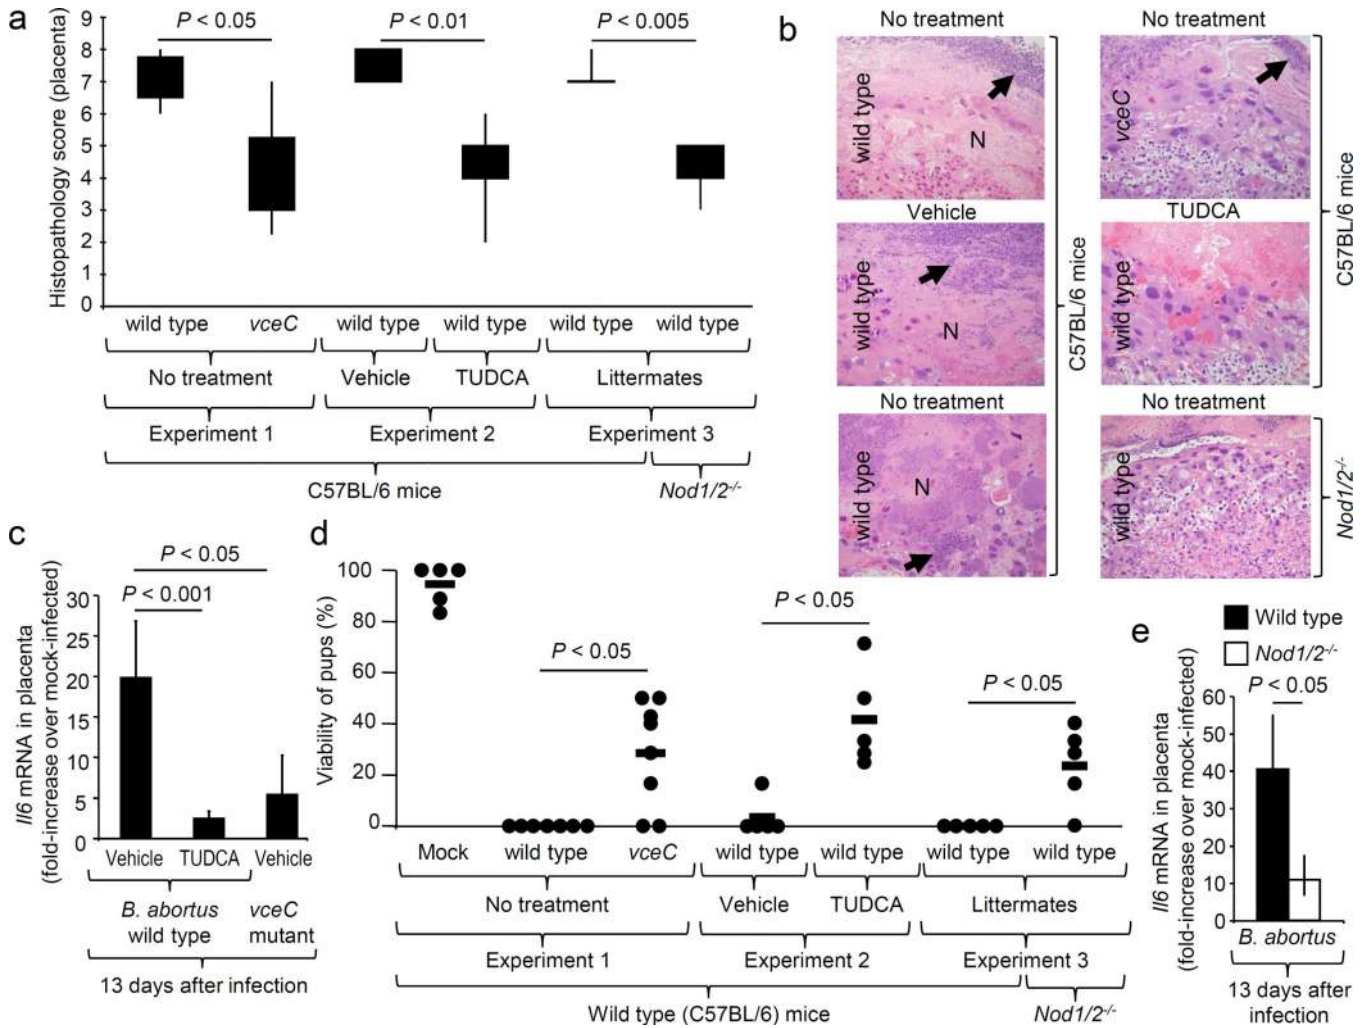 a
Histopathology score (placenta)
9
8
7
6
5
4
3
2
1
0
P < 0.05
P < 0.01
P < 0.005
wild type
vceC
wild type
wild type
wild type
wild type
No treatment
Vehicle
TUDCA
Littermates
Experiment 1
Experiment 2
Experiment 3
C57BL/6 mice
Nod1/2-/-
b
No treatment
No treatment
wild type
N
vceC
Vehicle
TUDCA
wild type
N
wild type
No treatment
No treatment
wild type
N
wild type
C57BL/6 mice
C57BL/6 mice
Nod1/2-/-
c
Il6 mRNA in placenta
(fold-increase over mock-infected)
30
25
20
15
10
5
0
P < 0.05
P < 0.001
Vehicle
TUDCA
Vehicle
B. abortus
wild type
vceC
mutant
13 days after infection
d
Viability of pups (%)
100
80
60
40
20
0
P < 0.05
P < 0.05
P < 0.05
Mock
wild type
vceC
wild type
wild type
wild type
wild type
No treatment
Vehicle
TUDCA
Littermates
Experiment 1
Experiment 2
Experiment 3
Wild type (C57BL/6) mice
Nod1/2-/-
e
Wild type
Nod1/2-/-
Il6 mRNA in placenta
(fold-increase over mock-infected)
60
50
40
30
20
10
0
P < 0.05
B. abortus
13 days after
infection